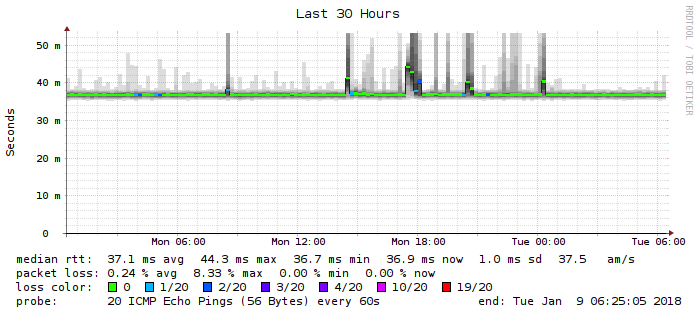 Last 30 Hours
RRDTOOL / TOBI OETIKER
Seconds
50 m
40 m
30 m
20 m
10 m
0
Mon 06:00 Mon 12:00 Mon 18:00 Tue 00:00 Tue 06:00
median rtt: 37.1 ms avg 44.3 ms max 36.7 ms min 36.9 ms now 1.0 ms sd 37.5 am/s
packet loss: 0.24 % avg 8.33 % max 0.00 % min 0.00 % now
loss color: 0 1/20 2/20 3/20 4/20 10/20 19/20
probe: 20 ICMP Echo Pings (56 Bytes) every 60s end: Tue Jan 9 06:25:05 2018